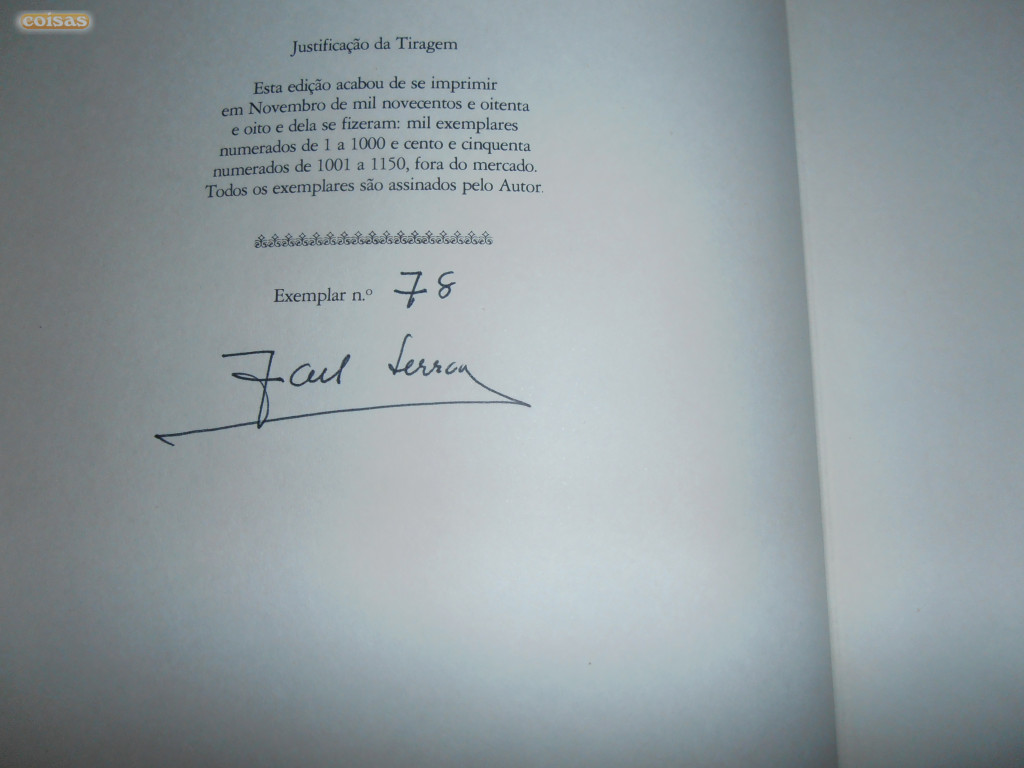 coisas
Justificação da Tiragem
Esta edição acabou de se imprimir
em Novembro de mil novecentos e oitenta
e oito e dela se fizeram: mil exemplares
numerados de 1 a 1000 e cento e cinquenta
numerados de 1001 a 1150, fora do mercado.
Todos os exemplares são assinados pelo Autor.
Exemplar n.º 78